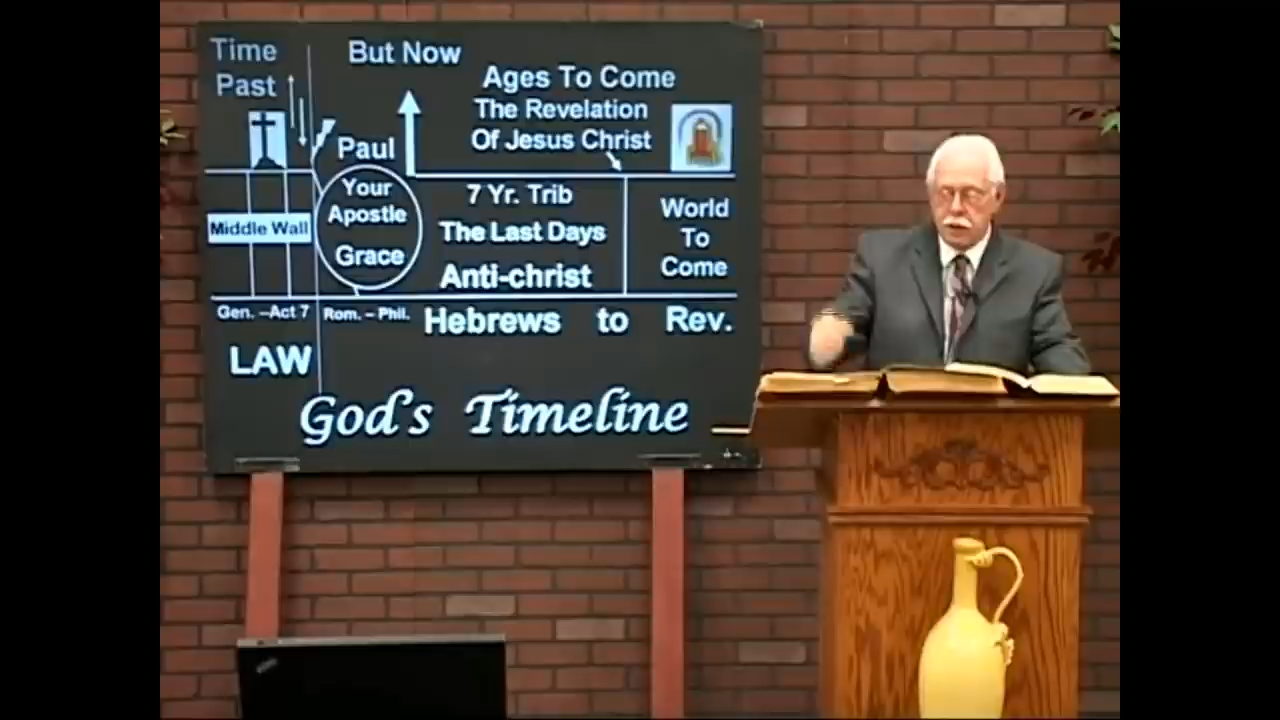 Time
Past
But Now
Ages To Come
The Revelation
Of Jesus Christ
Paul
Your
Apostle
Grace
Middle Wall
7 Yr. Trib
The Last Days
Anti-christ
World
To
Come
Gen. –Act 7
Rom. – Phil.
Hebrews to Rev.
LAW
God's Timeline